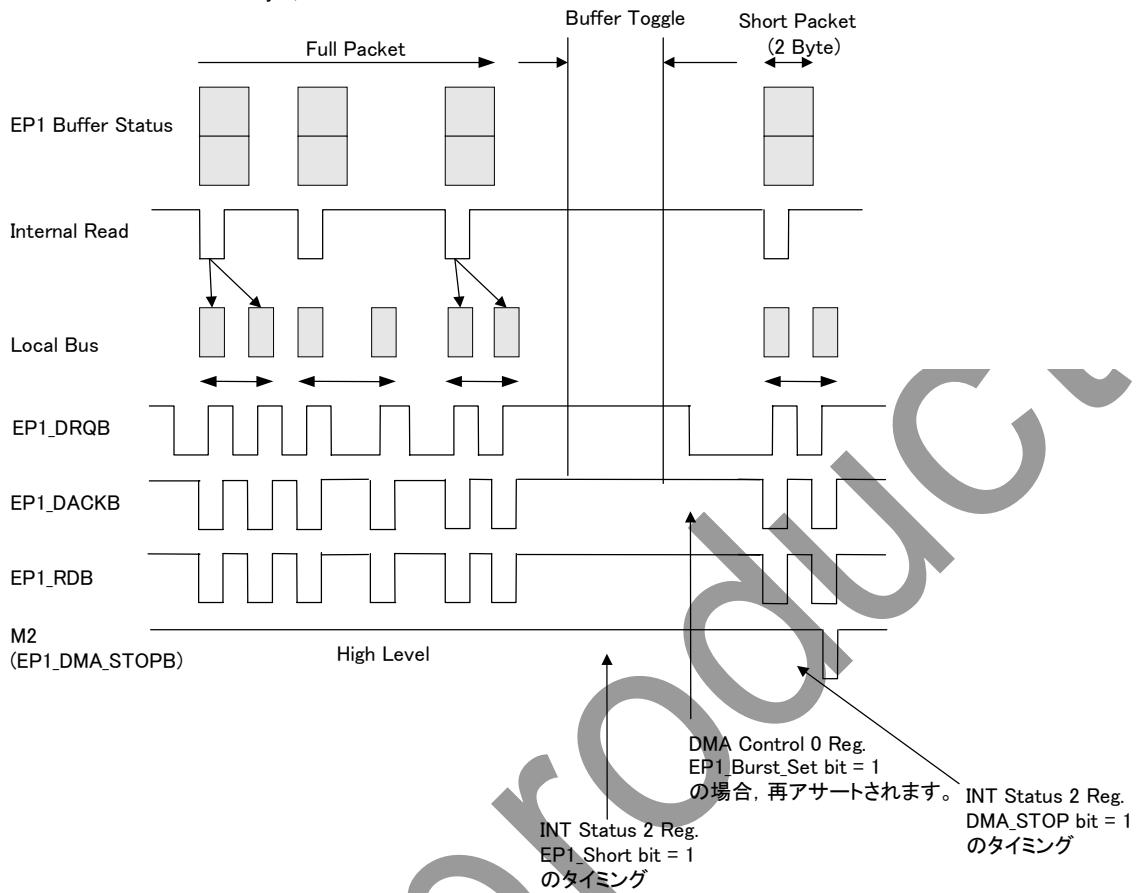 Buffer Toggle
Short Packet
(2 Byte)
Full Packet
EP1 Buffer Status
Internal Read
Local Bus
EP1_DRQB
EP1_DACKB
EP1_RDB
M2
(EP1_DMA_STOPB)
High Level
DMA Control 0 Reg.
EP1_Burst_Set bit = 1
の場合, 再アサートされます。
INT Status 2 Reg.
DMA_STOP bit = 1
のタイミング
INT Status 2 Reg.
EP1_Short bit = 1
のタイミング
product